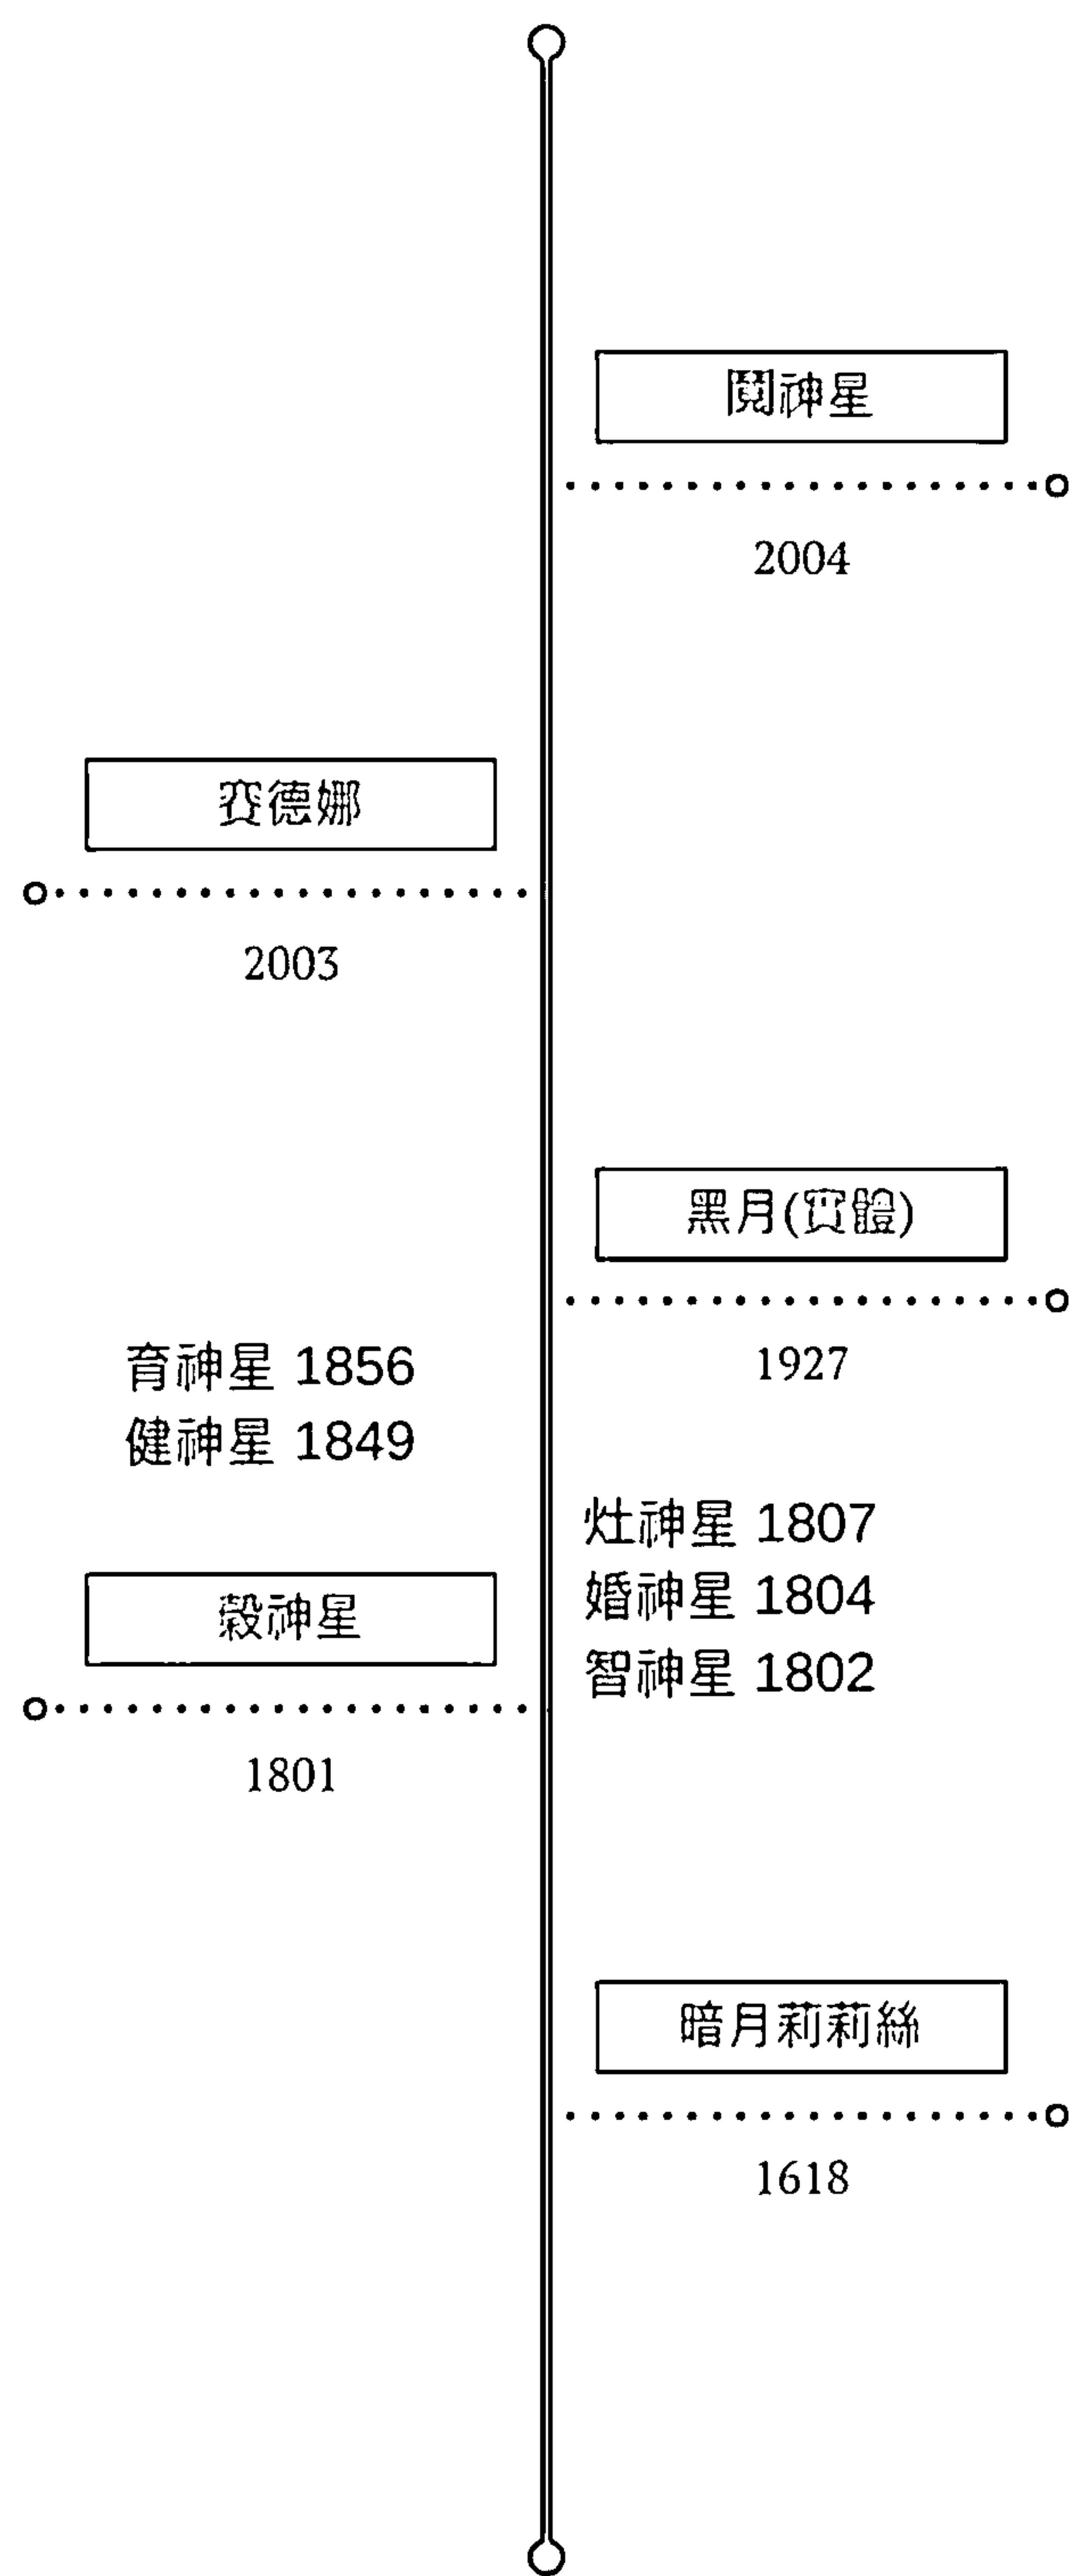 鬩神星
2004
賽德娜
2003
黑月(實體)
1927
育神星 1856
健神星 1849
灶神星 1807
婚神星 1804
智神星 1802
穀神星
1801
暗月莉莉絲
1618